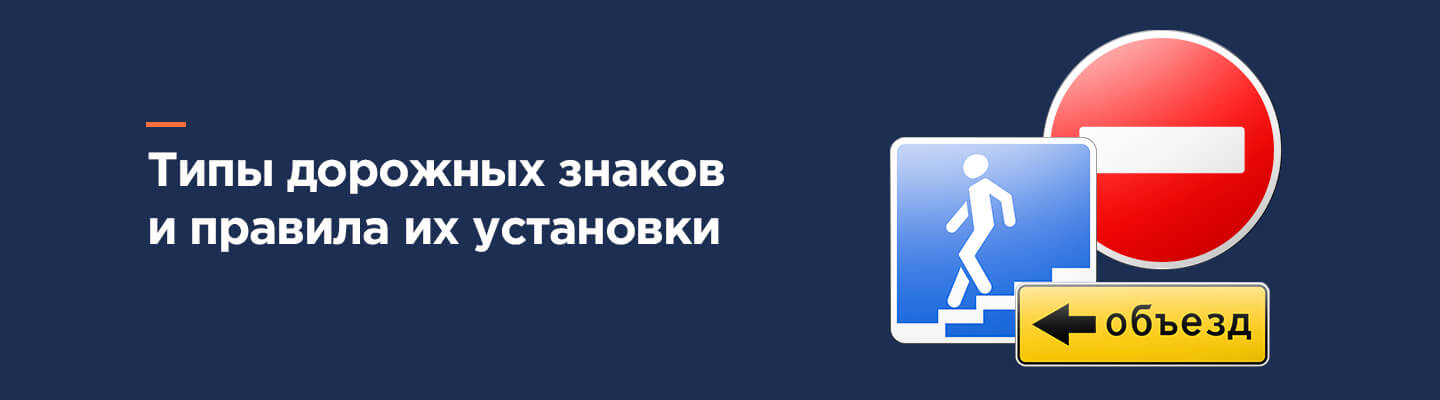 Типы дорожных знаков
и правила их установки
объезд